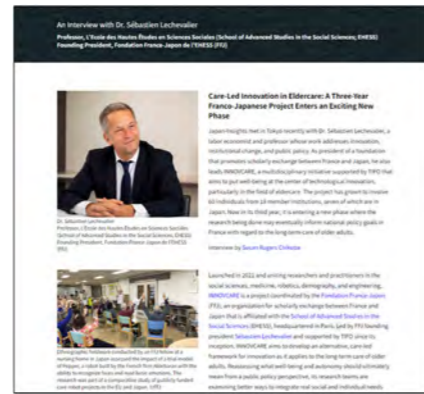 An Interview with Dr. Sébastien Lechevalier
Professor, L'Ecole des Hautes Études en Sciences Sociales (School of Advanced Studies in the Social Sciences; EHESS)
Founding President, Fondation France-Japon de l'EHESS (FFJ)
Care-Led Innovation in Eldercare: A Three-Year
Franco-Japanese Project Enters an Exciting New
Phase
Japan Insights met in Tokyo recently with Dr. Sébastien Lechevalier, a
labor economist and professor whose work addresses innovation,
institutional change, and public policy. As president of a foundation
that promotes scholarly exchange between France and Japan, he also
leads INNOVCARE, a multidisciplinary initiative supported by TIFO that
aims to put well-being at the center of technological innovation,
particularly in the field of eldercare. The project has grown to involve
63 individuals from 10 member institutions, seven of which are in
Japan. Now in its third year, it is entering a new phase where the
research being done may eventually inform national policy goals in
France with regard to the long-term care of older adults.
Interview by Susan Rogers Chikuba
Dr. Sébastien Lechevalier
Professor, L'Ecole des Hautes Études en Sciences Sociales
(School of Advanced Studies in the Social Sciences; EHESS)
Founding President, Fondation France-Japon de l'EHESS
(FFJ)
Launched in 2022 and uniting researchers and practitioners in the
social sciences, medicine, robotics, demography, and engineering,
INNOVCARE is a project coordinated by the Fondation France-Japon
(FFJ), an organization for scholarly exchange between France and
Japan that is affiliated with the School of Advanced Studies in the
Social Sciences (EHESS), headquartered in Paris. Led by FFJ founding
president Sébastien Lechevalier and supported by TIFO since its
inception, INNOVCARE aims to develop an alternative, care-led
framework for innovation as it applies to the long-term care of older
adults. Reassessing what well-being and autonomy should ultimately
mean from a public policy perspective, its research teams are
examining better ways to integrate real social and individual needs
Ethnographic fieldwork conducted by an FFJ fellow at a
nursing home in Japan assessed the impact of a trial model
of Pepper, a robot built by the French firm Aldebaran with the
ability to recognize faces and read basic emotions. The
research was part of a comparative study of publicly funded
care robot projects in the EU and Japan. (©FFJ)